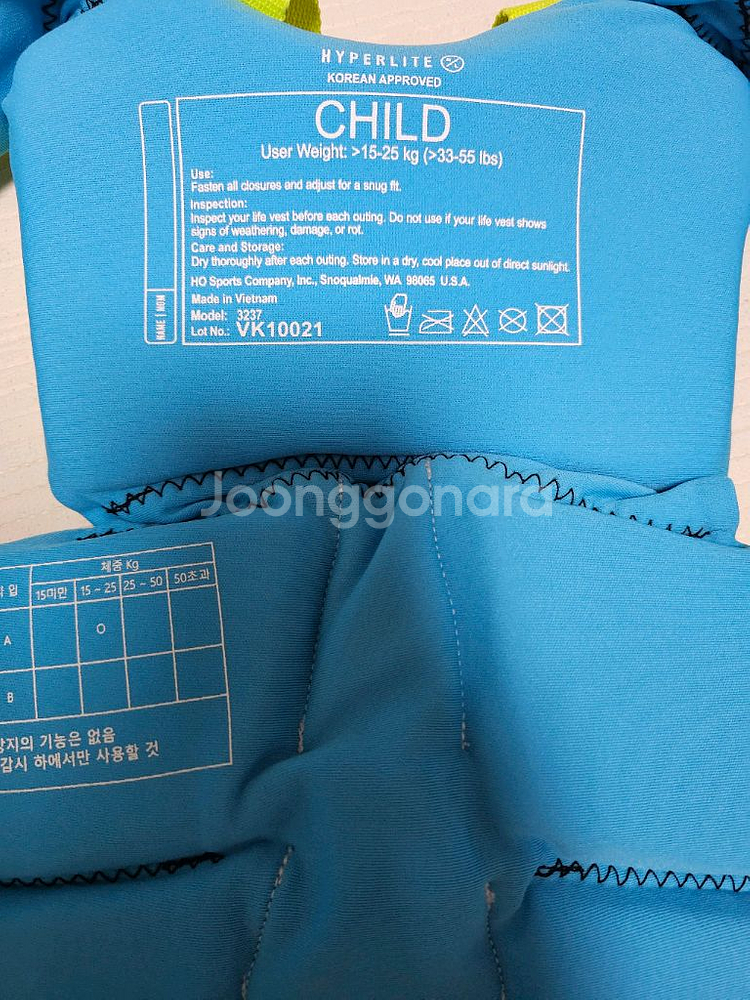 HYPERLITE
KOREAN APPROVED
CHILD
User Weight: >15-25 kg (>33-55 lbs)
Use:
Fasten all closures and adjust for a snug fit.
Inspection:
Inspect your life vest before each outing. Do not use if your life vest shows
signs of weathering, damage, or rot.
Care and Storage:
Dry thoroughly after each outing. Store in a dry, cool place out of direct sunlight.
HO Sports Company, Inc., Snoqualmie, WA 98065 U.S.A.
Made in Vietnam
Model: 3237
Lot No.: VK10021
NAME | NOM
Joonggonara
체중 Kg
입 15미만 15 ~ 25 25 ~ 50 50초과
A O
B
지의 기능은 없음
감시 하에서만 사용할 것